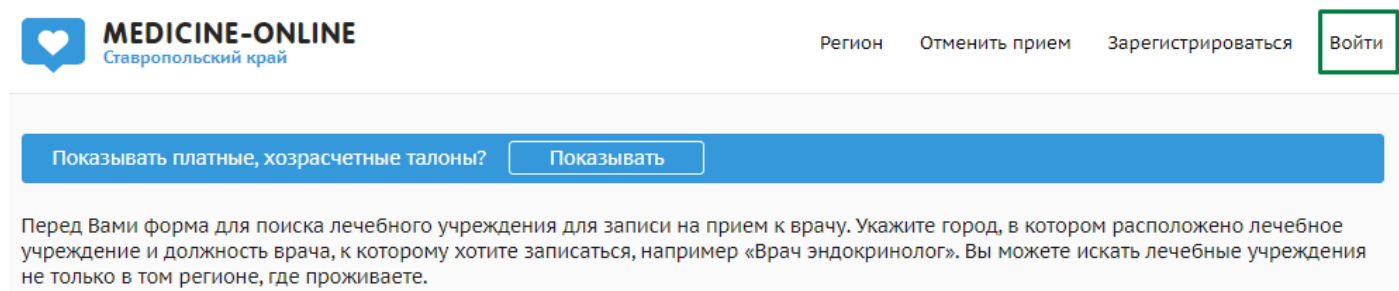 MEDICINE-ONLINE
Ставропольский край
Регион Отменить прием Зарегистрироваться Войти
Показывать платные, хозрасчетные талоны? Показывать
Перед Вами форма для поиска лечебного учреждения для записи на прием к врачу. Укажите город, в котором расположено лечебное
учреждение и должность врача, к которому хотите записаться, например «Врач эндокринолог». Вы можете искать лечебные учреждения
не только в том регионе, где проживаете.